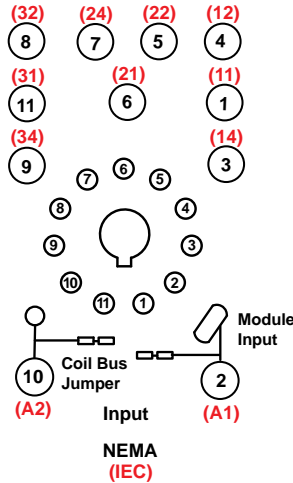 (32) (24) (22) (12)
8 7 5 4
(31) (21) (11)
11 6 1
(34) (14)
9 3
6
7 5
8 4
9 3
10 2
11 1
Module
Input
Coil Bus
Jumper
10 2
(A2) (A1)
Input
NEMA
(IEC)